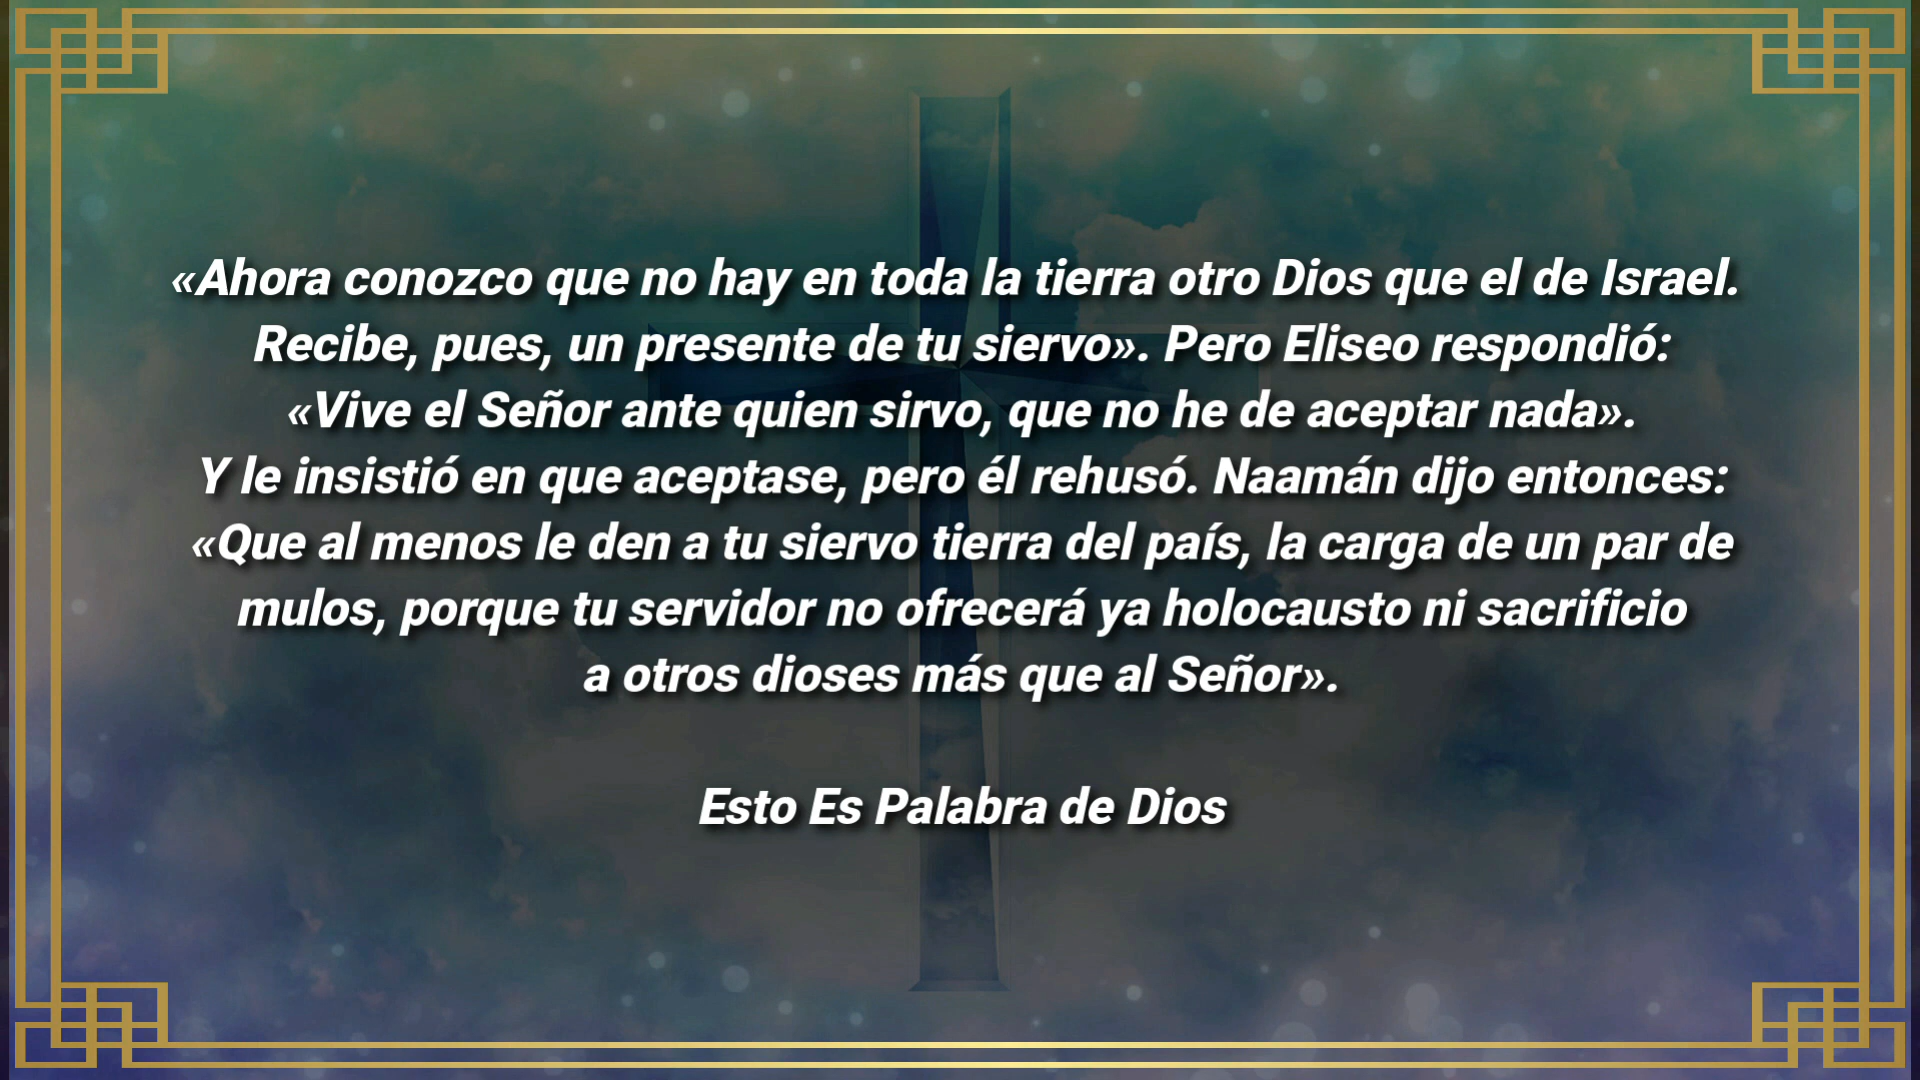 «Ahora conozco que no hay en toda la tierra otro Dios que el de Israel.
Recibe, pues, un presente de tu siervo». Pero Eliseo respondió:
«Vive el Señor ante quien sirvo, que no he de aceptar nada».
Y le insistió en que aceptase, pero él rehusó. Naamán dijo entonces:
«Que al menos le den a tu siervo tierra del país, la carga de un par de
mulos, porque tu servidor no ofrecerá ya holocausto ni sacrificio
a otros dioses más que al Señor».
Esto Es Palabra de Dios